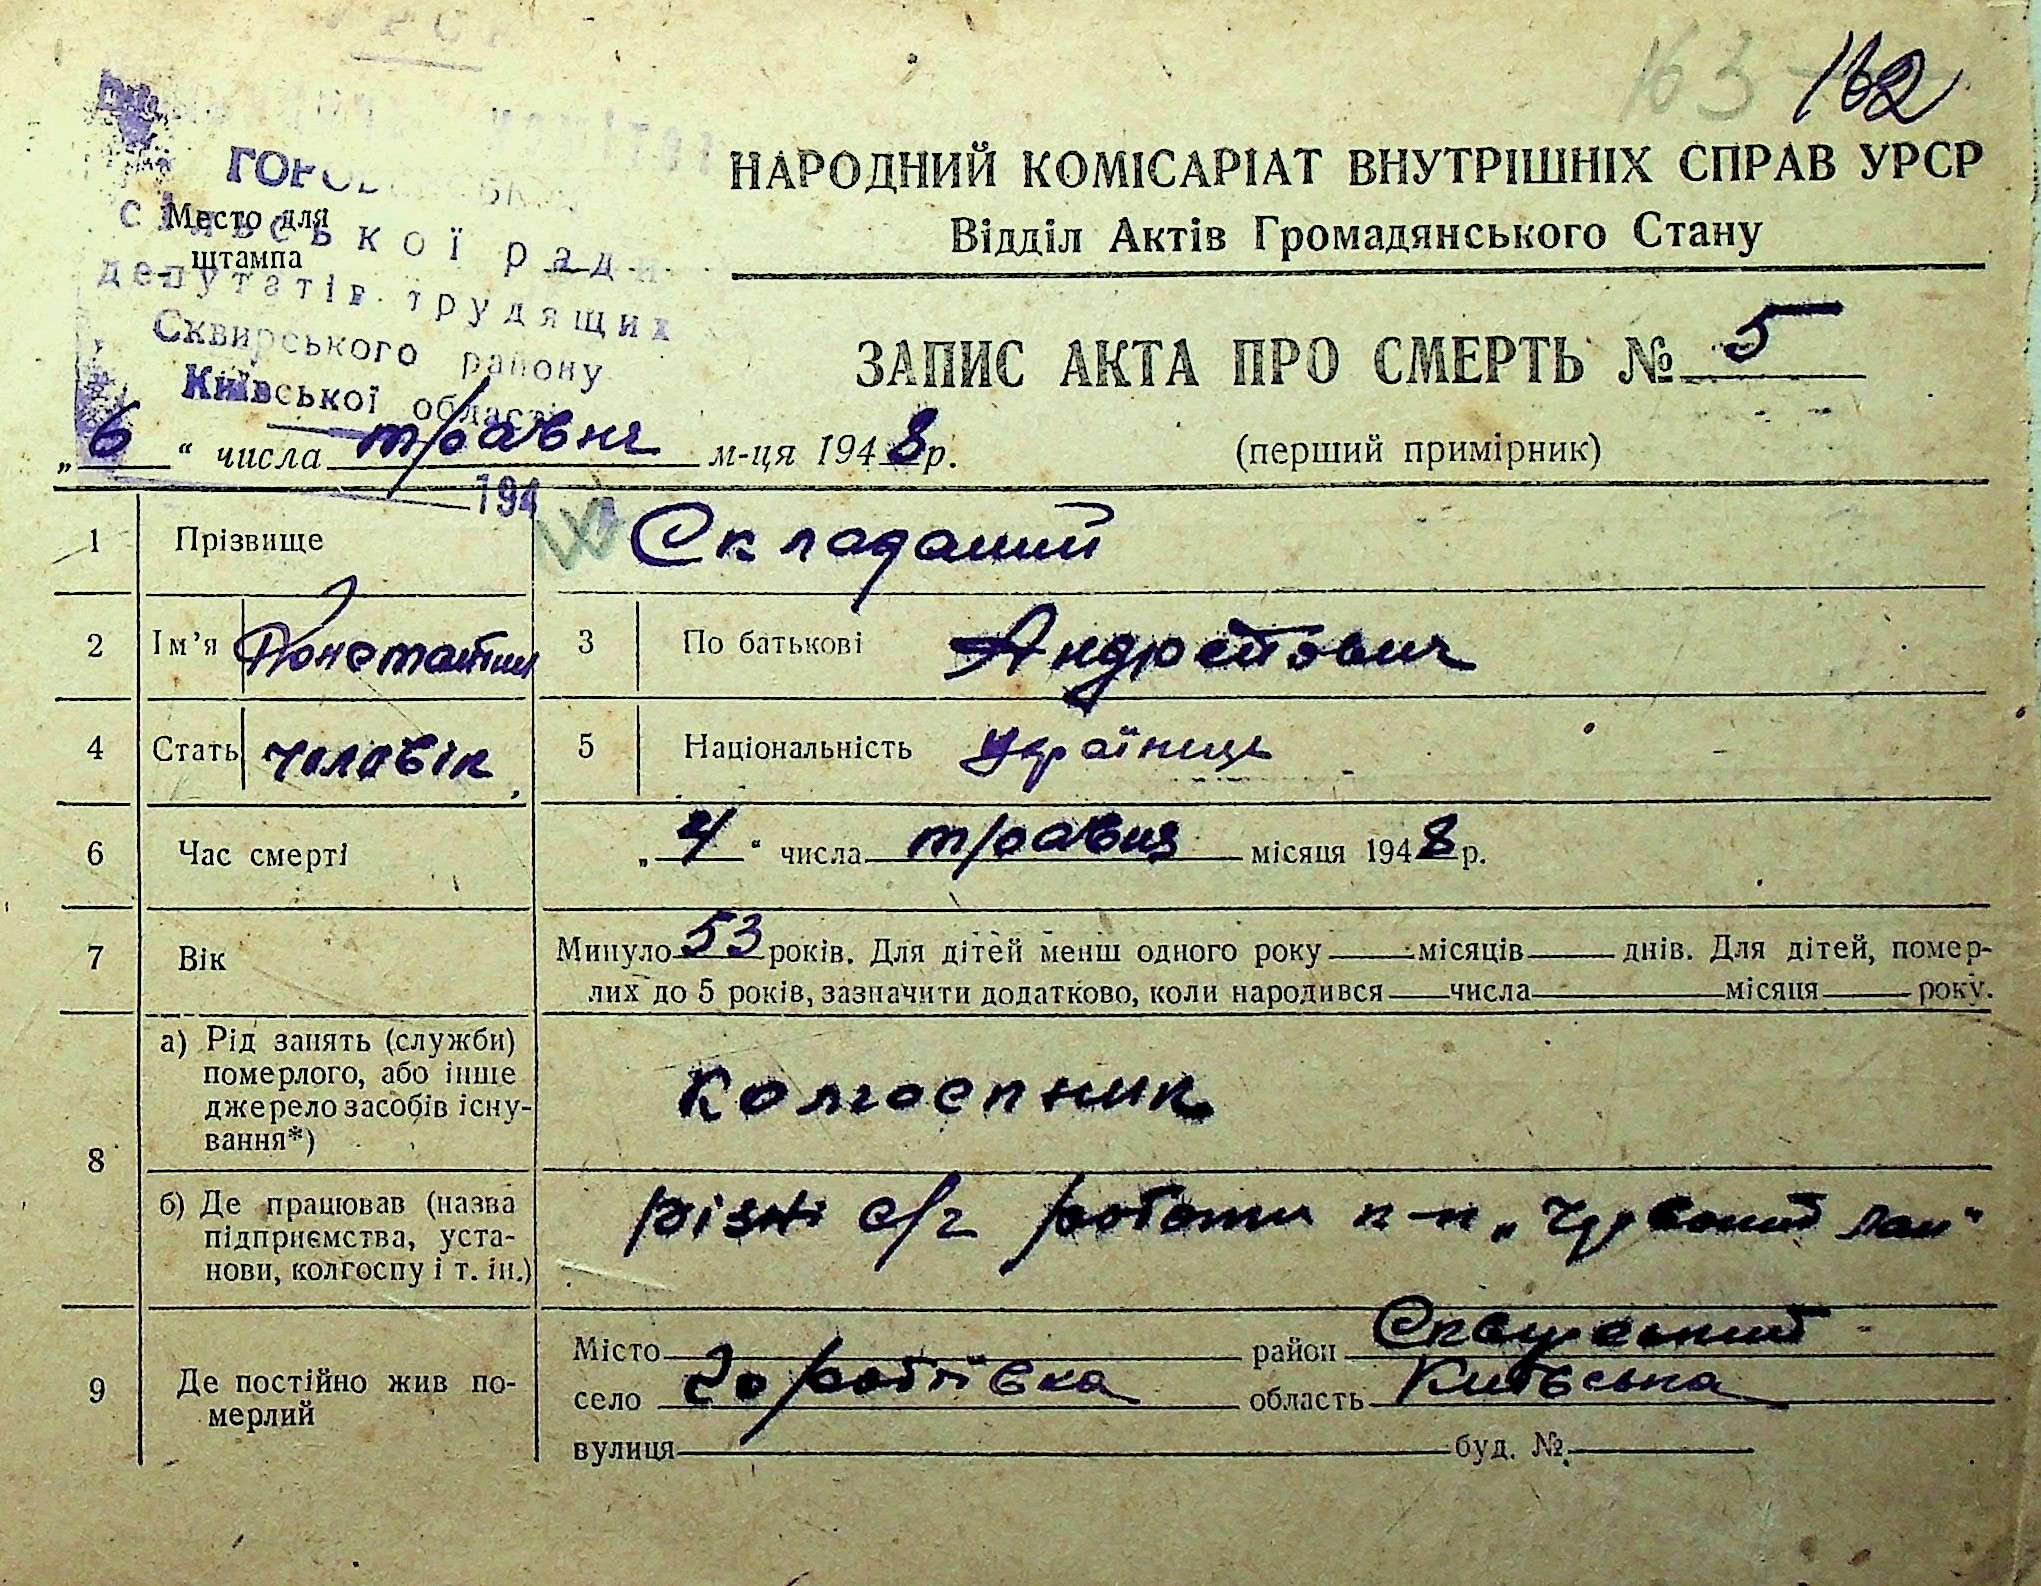 УРСР
163 162
комітет
НАРОДНИЙ КОМІСАРІАТ ВНУТРІШНІХ СПРАВ УРСР
Відділ Актів Громадянського Стану
Место для
штампа
сільської ради
депутатів трудящих
Сквирського району
Київської області
194
ЗАПИС АКТА ПРО СМЕРТЬ № 5
„6“ числа травня м-ця 1948 р.
(перший примірник)
1 Прізвище Складаний
2 Ім’я Константин 3 По батькові Андрєйович
4 Стать чоловік 5 Національність українець
6 Час смерті „4“ числа травня місяця 1948 р.
7 Вік Минуло 53 років. Для дітей менш одного року місяців днів. Для дітей, помер-
лих до 5 років, зазначити додатково, коли народився числа місяця року.
8 а) Рід занять (служби)
померлого, або інше
джерело засобів існу-
вання*)
колгоспник
б) Де працював (назва
підприємства, уста-
нови, колгоспу і т. ін.)
різні с/г роботи к-п „Червоний лан“
9 Де постійно жив по-
мерлий
Місто район Сквирський
село область Київська
вулиця буд. №